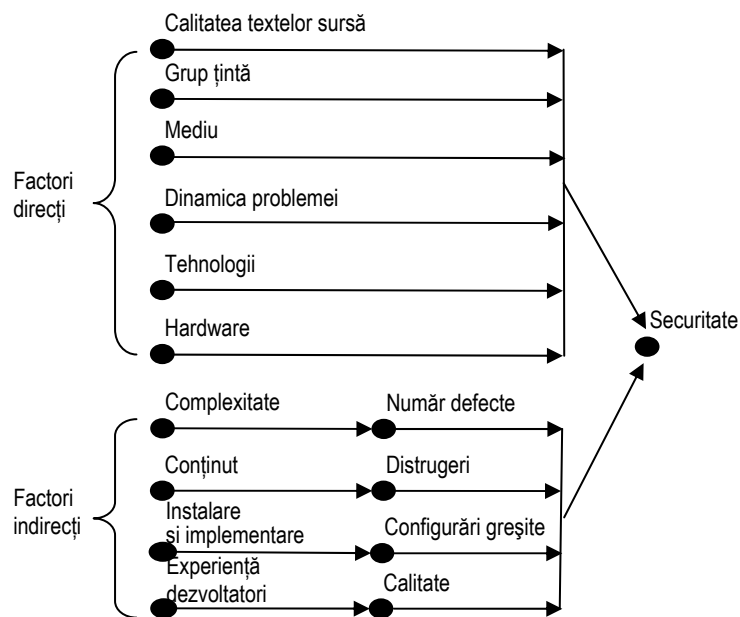 Calitatea textelor sursă
Grup țintă
Mediu
Factori
direcți
Dinamica problemei
Tehnologii
Hardware
Securitate
Complexitate
Număr defecte
Conținut
Distrugeri
Factori
indirecți
Instalare
si implementare
Configurări greşite
Experiență
dezvoltatori
Calitate